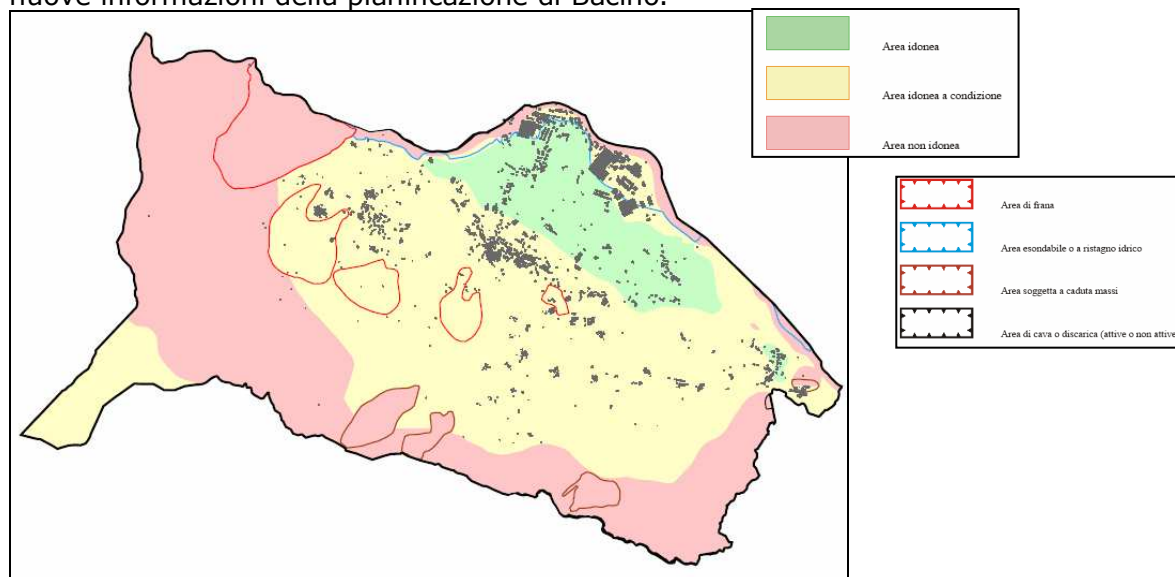 nuove informazioni della pianificazione di Bacino.
Area idonea
Area idonea a condizione
Area non idonea
Area di frana
Area esondabile o a ristagno idrico
Area soggetta a caduta massi
Area di cava o discarica (attive o non attive